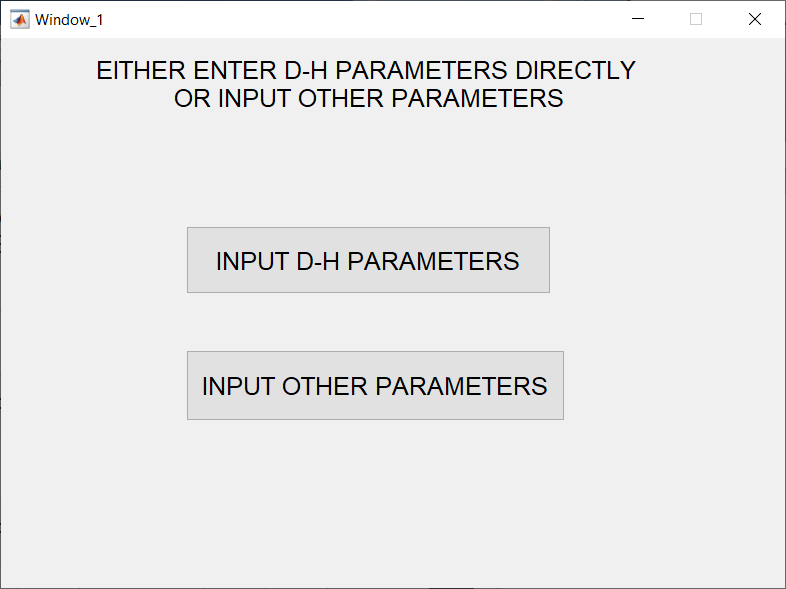 Window_1
EITHER ENTER D-H PARAMETERS DIRECTLY
OR INPUT OTHER PARAMETERS
INPUT D-H PARAMETERS
INPUT OTHER PARAMETERS